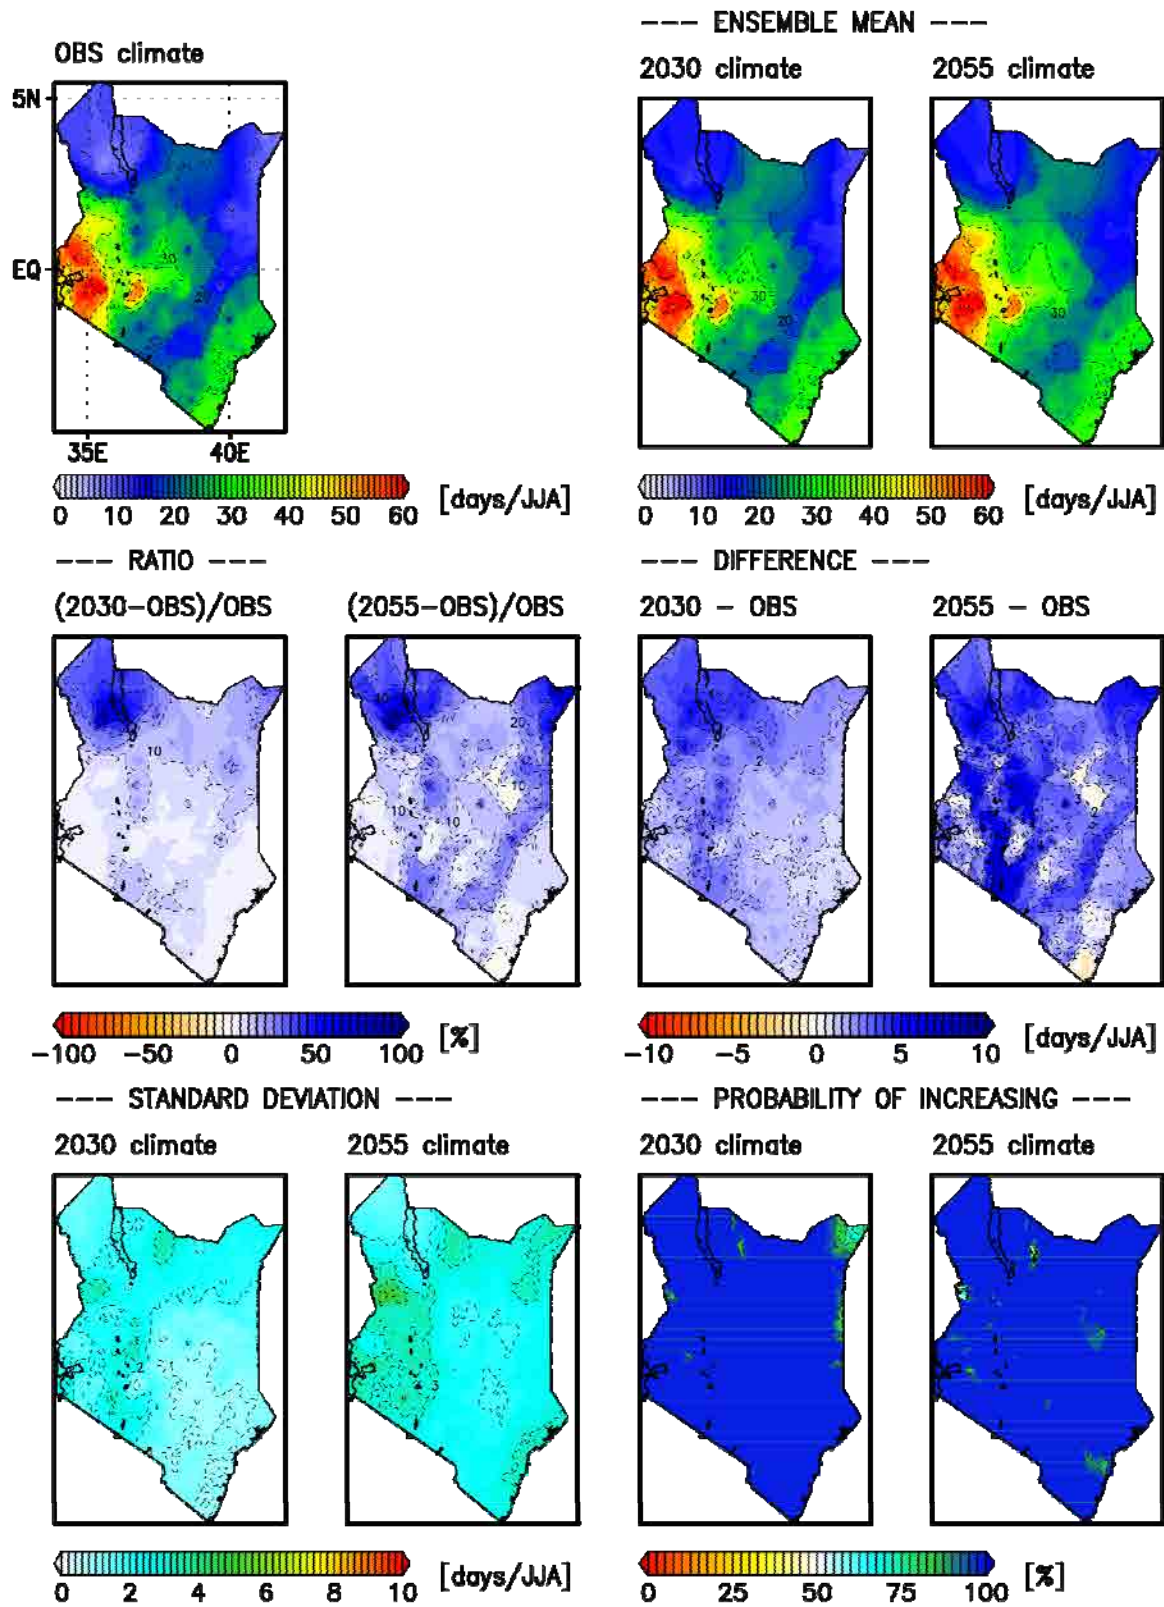 --- ENSEMBLE MEAN ---
OBS climate
2030 climate 2055 climate
5N
EQ
35E 40E
0 10 20 30 40 50 60 [days/JJA]
0 10 20 30 40 50 60 [days/JJA]
--- RATIO ---
--- DIFFERENCE ---
(2030-OBS)/OBS (2055-OBS)/OBS
2030 - OBS 2055 - OBS
-100 -50 0 50 100 [%]
-10 -5 0 5 10 [days/JJA]
--- STANDARD DEVIATION ---
--- PROBABILITY OF INCREASING ---
2030 climate 2055 climate
2030 climate 2055 climate
0 2 4 6 8 10 [days/JJA]
0 25 50 75 100 [%]